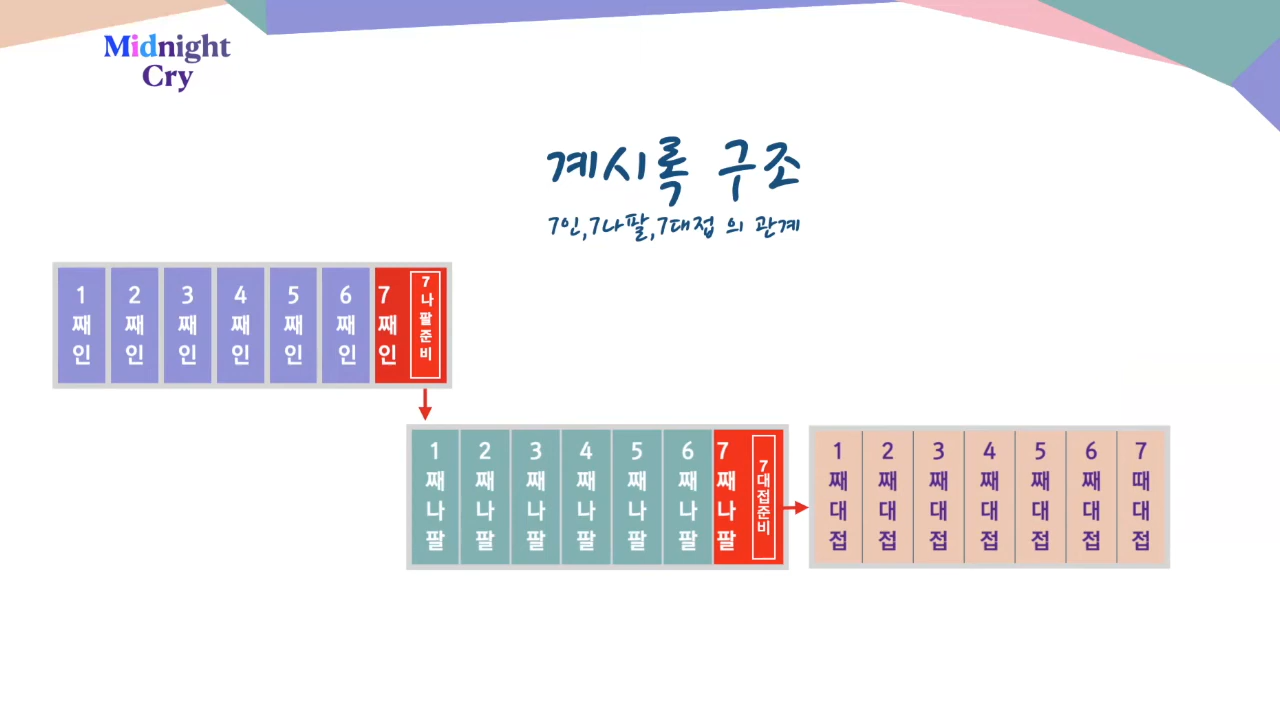 Midnight
Cry
계시록 구조
7인,7나팔,7대접 의 관계
1째인
2째인
3째인
4째인
5째인
6째인
7째인
7나팔준비
1째나팔
2째나팔
3째나팔
4째나팔
5째나팔
6째나팔
7째나팔
7대접준비
1째대접
2째대접
3째대접
4째대접
5째대접
6째대접
7때대접